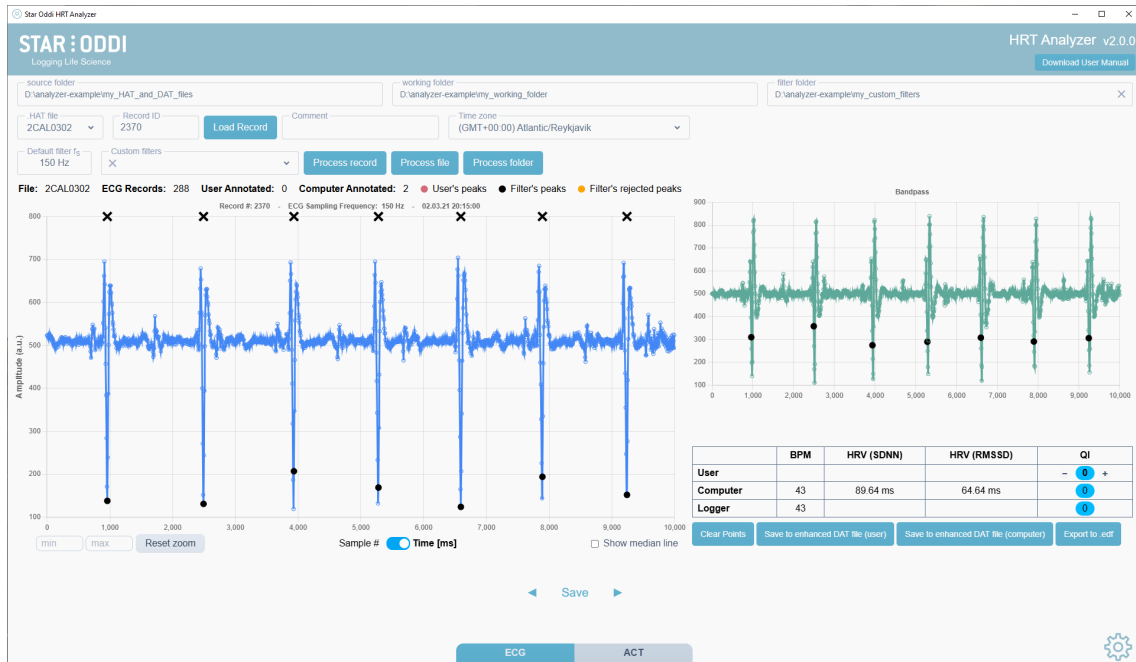 Star Oddi HRT Analyzer
STAR:ODDI
Logging Life Science
HRT Analyzer v2.0.0
Download User Manual
source folder
D:\analyzer-example\my_HAT_and_DAT_files
working folder
D:\analyzer-example\my_working_folder
filter folder
D:\analyzer-example\my_custom_filters
.HAT file
2CAL0302
Record ID
2370
Load Record
Comment
Time zone
(GMT+00:00) Atlantic/Reykjavik
Default filter fs
150 Hz
Custom filters
Process record
Process file
Process folder
File: 2CAL0302 ECG Records: 288 User Annotated: 0 Computer Annotated: 2 User's peaks Filter's peaks Filter's rejected peaks
Record #: 2370 - ECG Sampling Frequency: 150 Hz - 02.03.21 20:15:00
Amplitude (a.u.)
800
700
600
500
400
300
200
100
0 1,000 2,000 3,000 4,000 5,000 6,000 7,000 8,000 9,000 10,000
min
max
Reset zoom
Sample # Time [ms]
Show median line
Bandpass
900
800
700
600
500
400
300
200
100
0 1,000 2,000 3,000 4,000 5,000 6,000 7,000 8,000 9,000 10,000
BPM HRV (SDNN) HRV (RMSSD) QI
User - 0 +
Computer 43 89.64 ms 64.64 ms 0
Logger 43 0
Clear Points
Save to enhanced DAT file (user)
Save to enhanced DAT file (computer)
Export to .edf
Save
ECG
ACT